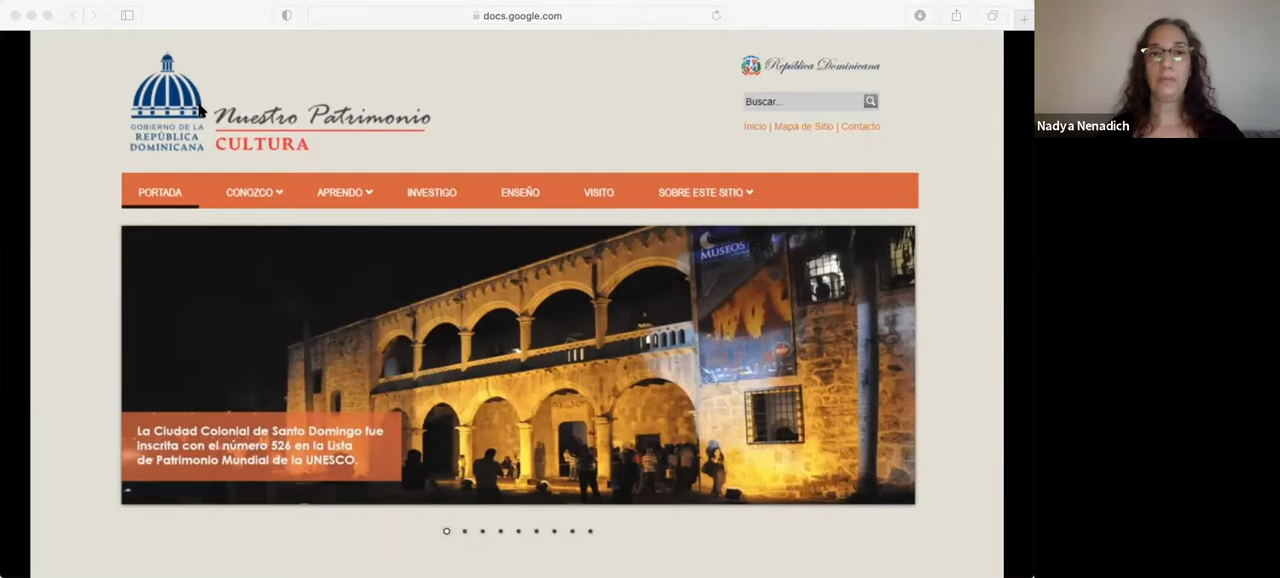 docs.google.com
República Dominicana
Nuestro Patrimonio
CULTURA
GOBIERNO DE LA
REPÚBLICA
DOMINICANA
Buscar...
Inicio | Mapa de Sitio | Contacto
PORTADA CONOZCO APRENDO INVESTIGO ENSEÑO VISITO SOBRE ESTE SITIO
MUSEOS
La Ciudad Colonial de Santo Domingo fue
inscrita con el número 526 en la Lista
de Patrimonio Mundial de la UNESCO.
Nadya Nenadich